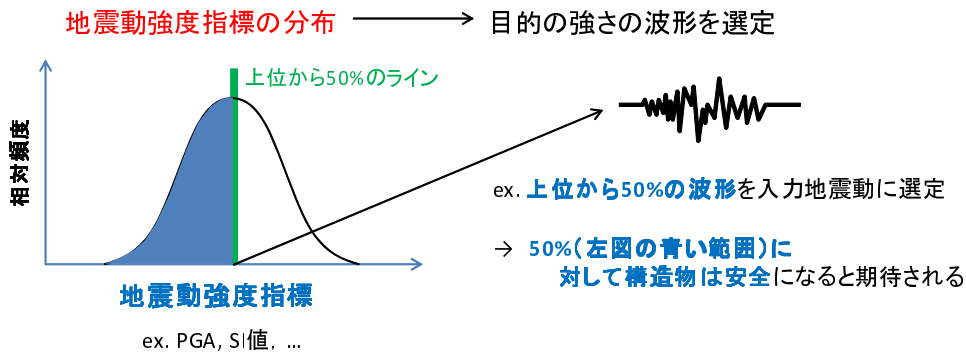 地震動強度指標の分布
目的の強さの波形を選定
上位から50%のライン
相対頻度
ex. 上位から50%の波形を入力地震動に選定
→ 50%(左図の青い範囲)に
対して構造物は安全になると期待される
地震動強度指標
ex. PGA, SI値, …